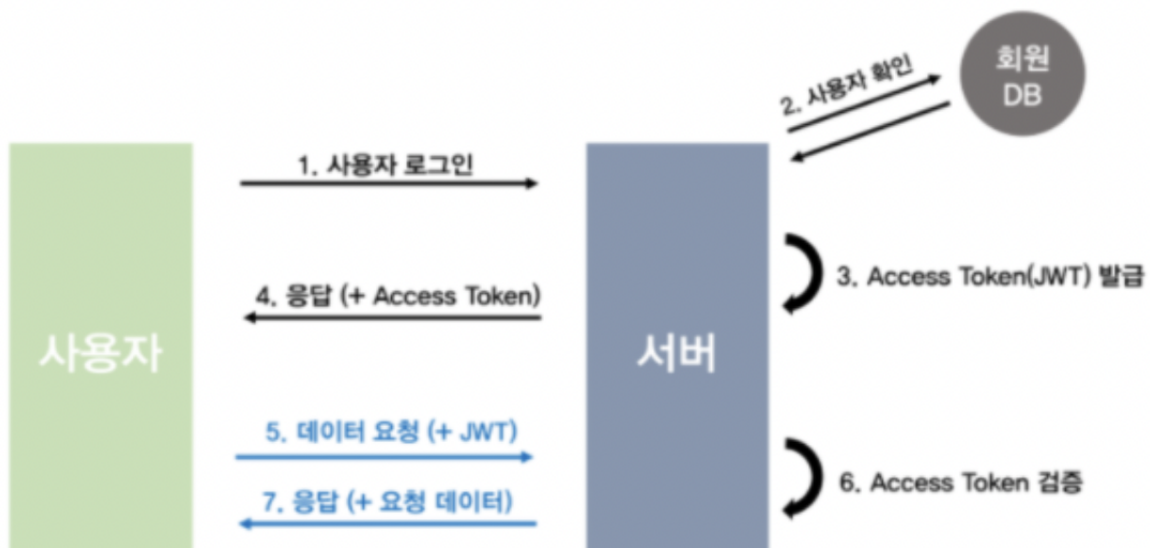 회원
DB
2. 사용자 확인
1. 사용자 로그인
3. Access Token(JWT) 발급
4. 응답 (+ Access Token)
사용자
서버
5. 데이터 요청 (+ JWT)
6. Access Token 검증
7. 응답 (+ 요청 데이터)